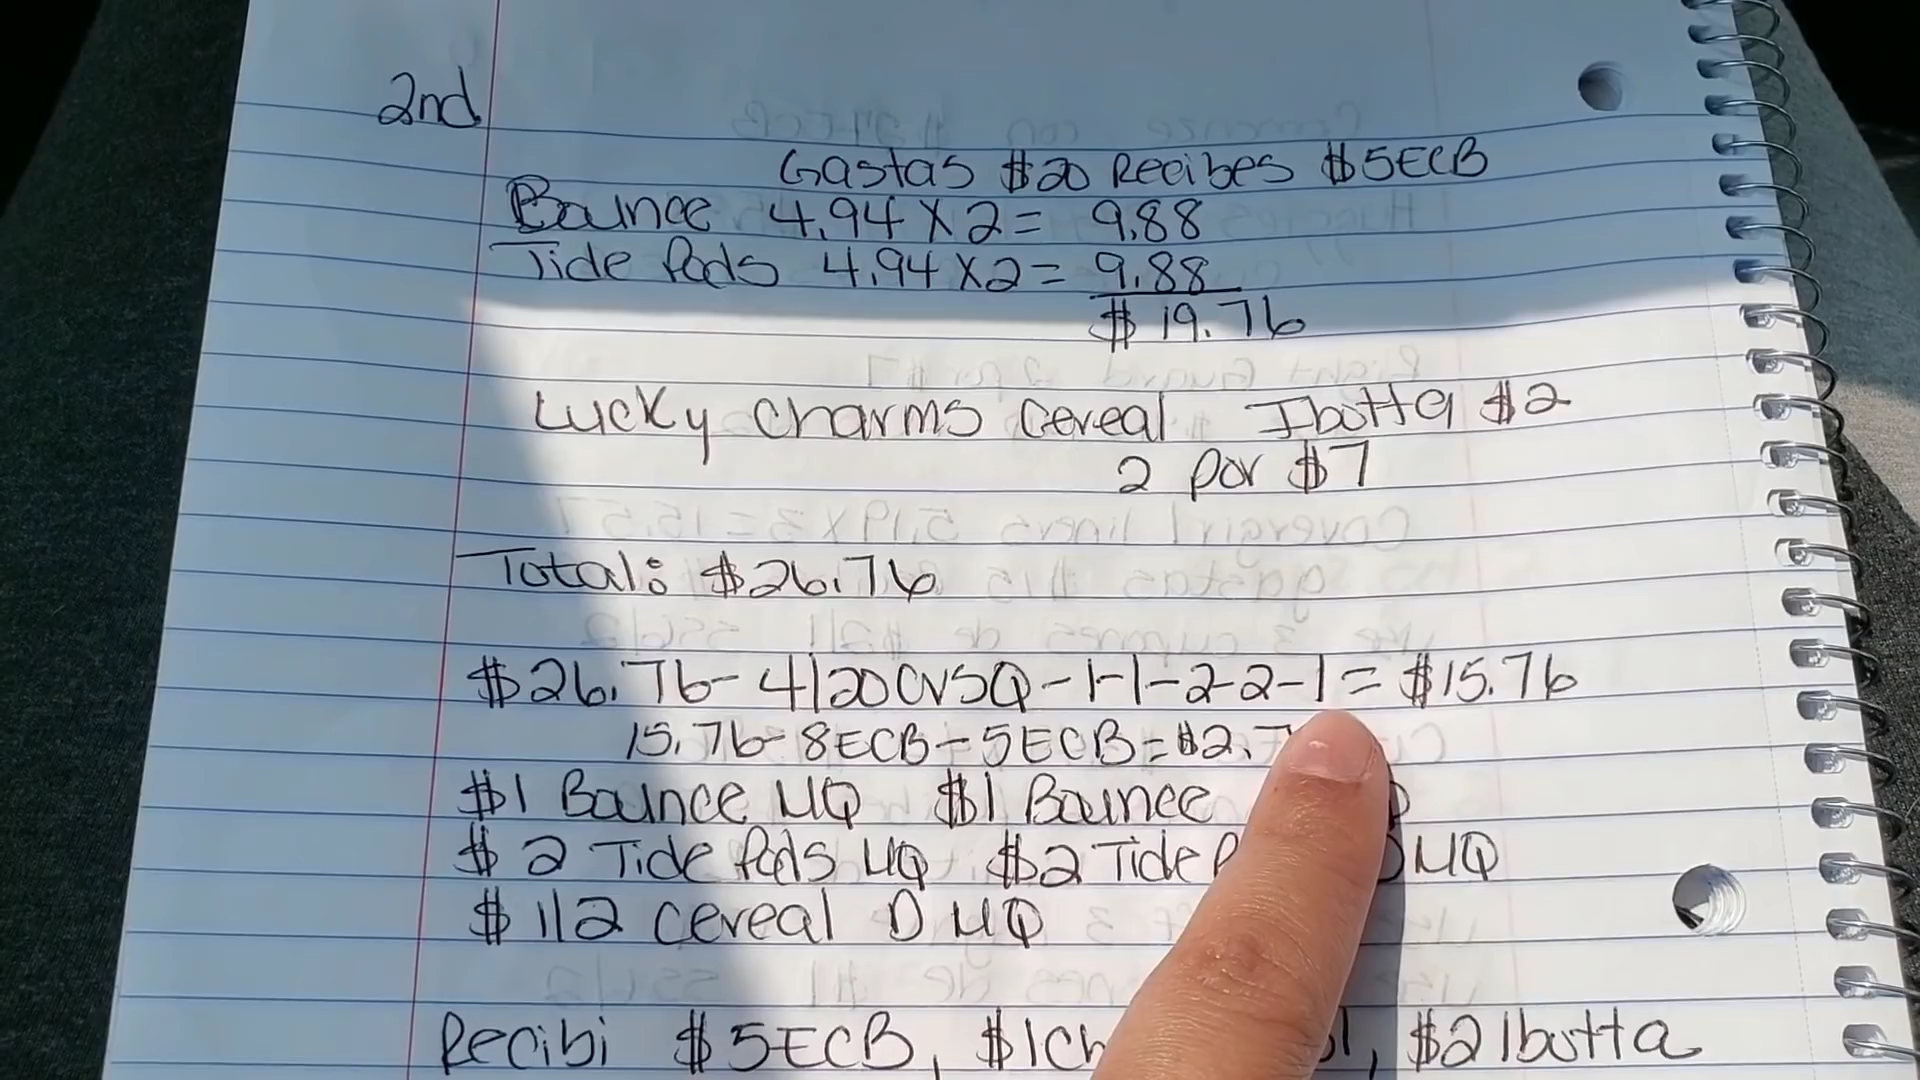 2nd
Gastas $20 Recibes $5ECB
Bounce 4.94 X 2 = 9.88
Tide Pods 4.94 X 2 = 9.88
$ 19.76
Lucky Charms Cereal Ibotta $2
2 por $7
Total: $26.76
$26.76 - 4|20CVSQ - 1-1-2-2-1 = $15.76
15.76 - 8ECB - 5ECB = $2.7
$1 Bounce MQ $1 Bounce
$2 Tide Pods MQ $2 Tide DMQ
$1|2 cereal D MQ
Recibi $5ECB, $1 , $2 Ibotta